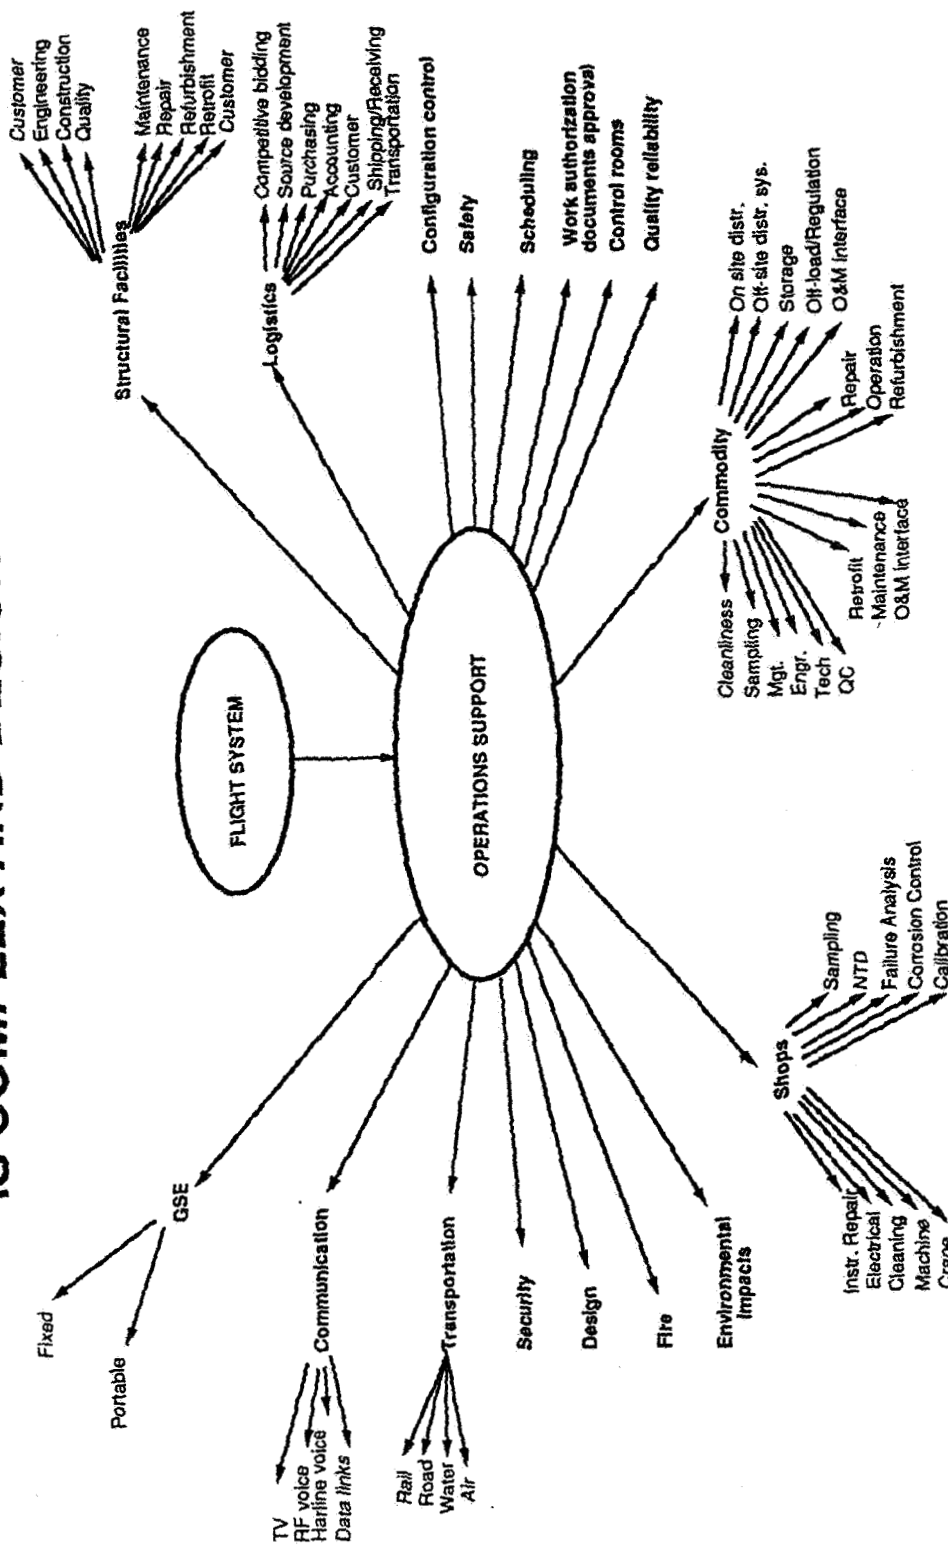 FLIGHT SYSTEM
OPERATIONS SUPPORT
GSE
Fixed
Portable
Communication
TV
RF voice
Harline voice
Data links
Transportation
Rail
Road
Water
Air
Security
Design
Fire
Environmental
Impacts
Shops
Instr. Repair
Electrical
Cleaning
Machine
Crane
Sampling
NTD
Failure Analysis
Corrosion Control
Calibration
Commodity
Cleanliness
Sampling
Mgt.
Engr.
Tech
QC
Retrofit
Maintenance
O&M interface
Repair
Operation
Refurbishment
On site distr.
Off-site distr. sys.
Storage
Off-load/Regulation
O&M interface
Configuration control
Safety
Scheduling
Work authorization
documents approval
Control rooms
Quality reliability
Logistics
Competitive bidding
Source development
Purchasing
Accounting
Customer
Shipping/Receiving
Transportation
Structural Facilities
Customer
Engineering
Construction
Quality
Maintenance
Repair
Refurbishment
Retrofit
Customer